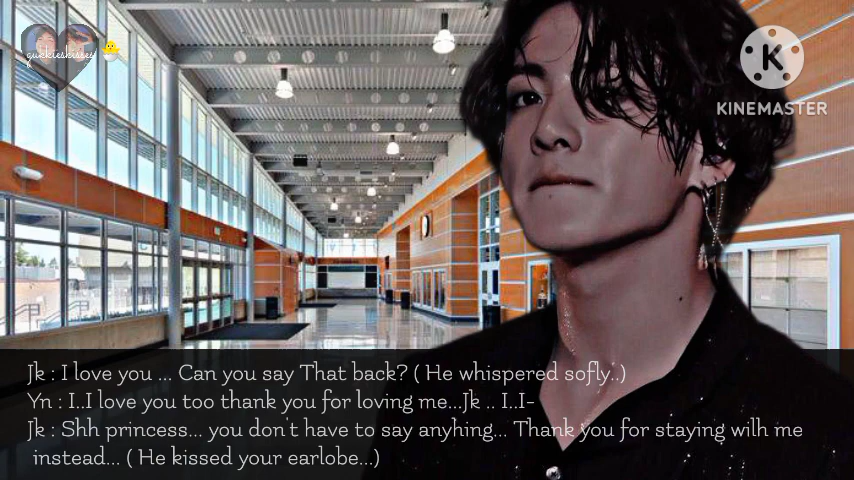 guckieskisses
KINEMASTER
Jk : I love you ... Can you say That back? ( He whispered sofly..)
Yn : I..I love you too thank you for loving me...Jk .. I..I-
Jk : Shh princess... you don't have to say anyhing... Thank you for staying wilh me
instead... ( He kissed your earlobe...)